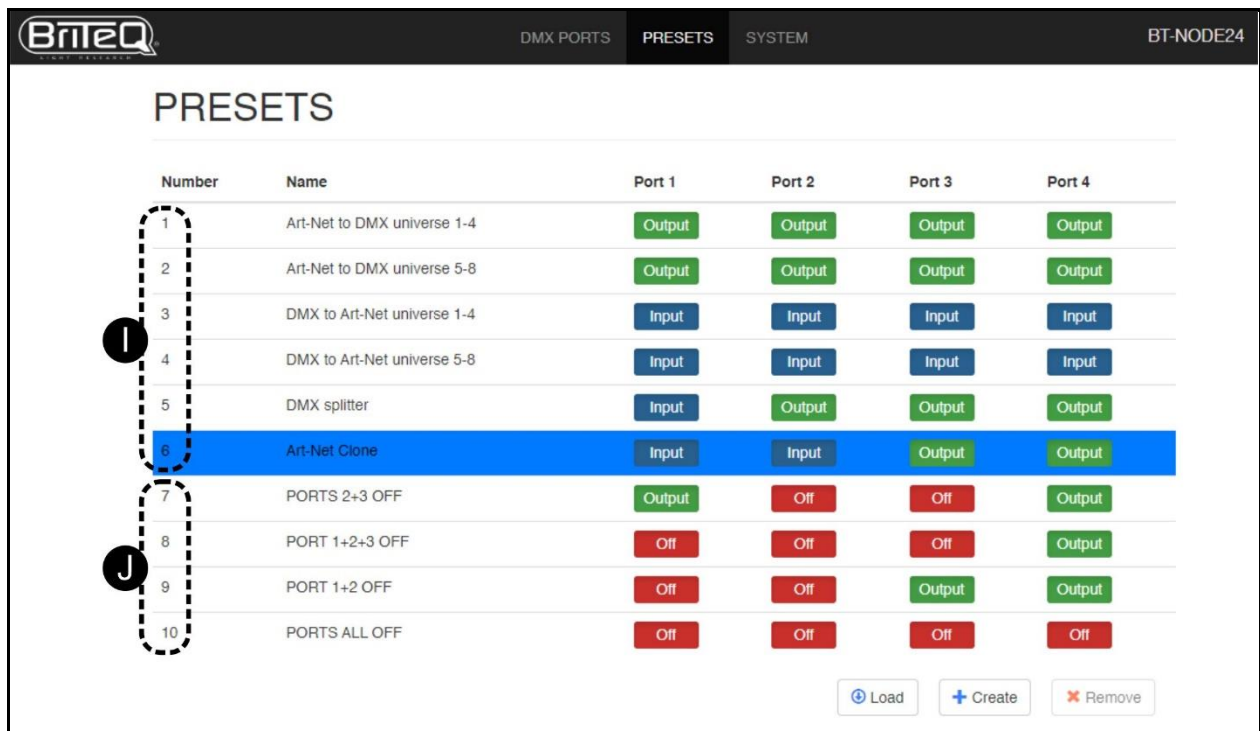 BriTeQ DMX PORTS PRESETS SYSTEM BT-NODE24
LIGHT RESEARCH
PRESETS
Number Name Port 1 Port 2 Port 3 Port 4
1 Art-Net to DMX universe 1-4 Output Output Output Output
2 Art-Net to DMX universe 5-8 Output Output Output Output
3 DMX to Art-Net universe 1-4 Input Input Input Input
I
4 DMX to Art-Net universe 5-8 Input Input Input Input
5 DMX splitter Input Output Output Output
6 Art-Net Clone Input Input Output Output
7 PORTS 2+3 OFF Output Off Off Output
8 PORT 1+2+3 OFF Off Off Off Output
J
9 PORT 1+2 OFF Off Off Output Output
10 PORTS ALL OFF Off Off Off Off
Load Create Remove